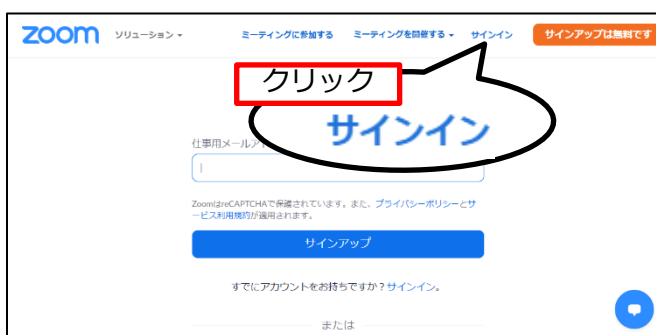 zoom ソリューション ミーティングに参加する ミーティングを開催する サインイン サインアップは無料です
クリック
サインイン
仕事用メールア
ZoomはreCAPTCHAで保護されています。また、プライバシーポリシーとサ
ービス利用規約が適用されます。
サインアップ
すでにアカウントをお持ちですか？サインイン。
または